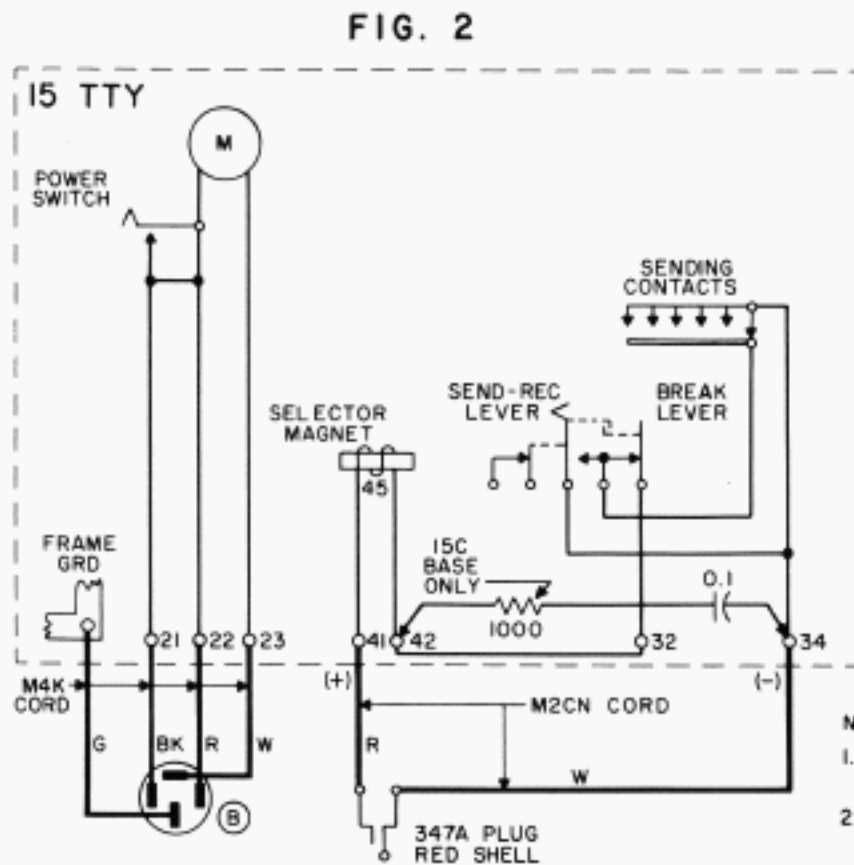 FIG. 2
15 TTY
M
POWER
SWITCH
SENDING
CONTACTS
SEND-REC
LEVER
BREAK
LEVER
SELECTOR
MAGNET
45
FRAME
GRD
15C
BASE
ONLY
0.1
1000
21
22
23
41
42
32
34
M4K
CORD
(+)
(-)
M2CN CORD
G
BK
R
W
R
W
B
347A PLUG
RED SHELL
N
1.
2